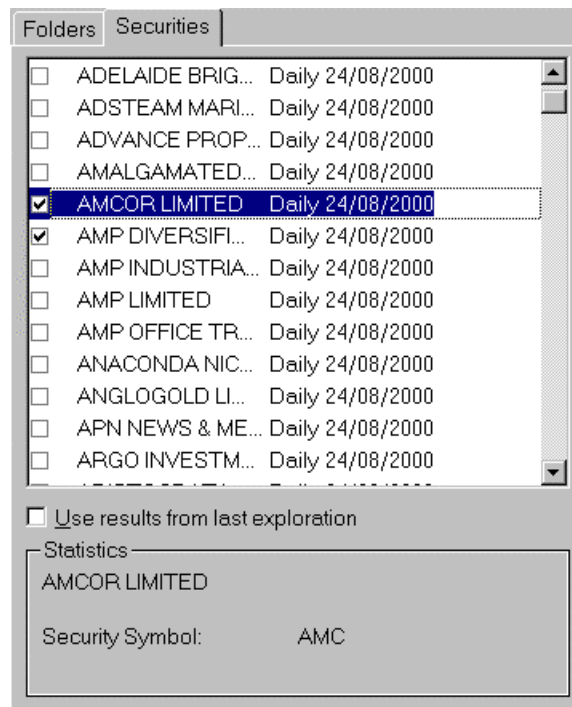 Folders Securities
ADELAIDE BRIG... Daily 24/08/2000
ADSTEAM MARI... Daily 24/08/2000
ADVANCE PROP... Daily 24/08/2000
AMALGAMATED... Daily 24/08/2000
AMCOR LIMITED Daily 24/08/2000
AMP DIVERSIFI... Daily 24/08/2000
AMP INDUSTRIA... Daily 24/08/2000
AMP LIMITED Daily 24/08/2000
AMP OFFICE TR... Daily 24/08/2000
ANACONDA NIC... Daily 24/08/2000
ANGLOGOLD LI... Daily 24/08/2000
APN NEWS & ME... Daily 24/08/2000
ARGO INVESTM... Daily 24/08/2000
Use results from last exploration
Statistics
AMCOR LIMITED
Security Symbol: AMC